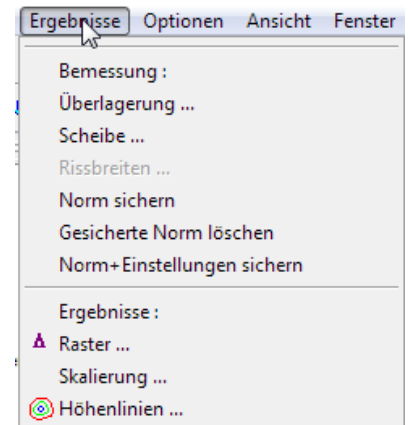 Ergebnisse Optionen Ansicht Fenster
Bemessung :
Überlagerung ...
Scheibe ...
Rissbreiten ...
Norm sichern
Gesicherte Norm löschen
Norm+Einstellungen sichern
Ergebnisse :
Raster ...
Skalierung ...
Höhenlinien ...